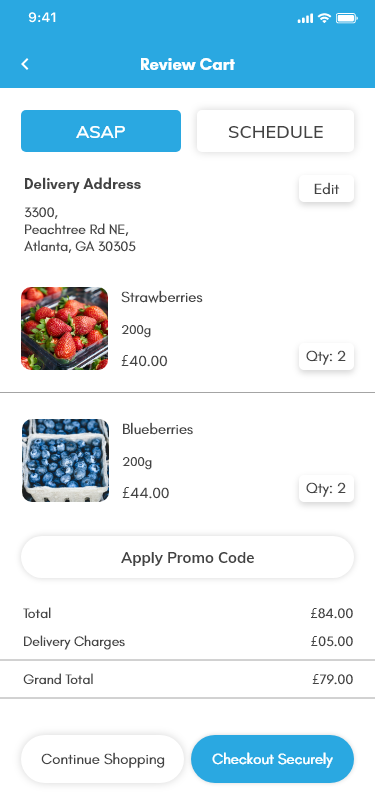 9:41
Review Cart
ASAP
SCHEDULE
Delivery Address
Edit
3300,
Peachtree Rd NE,
Atlanta, GA 30305
Strawberries
200g
£40.00
Qty: 2
Blueberries
200g
£44.00
Qty: 2
Apply Promo Code
Total £84.00
Delivery Charges £05.00
Grand Total £79.00
Continue Shopping
Checkout Securely